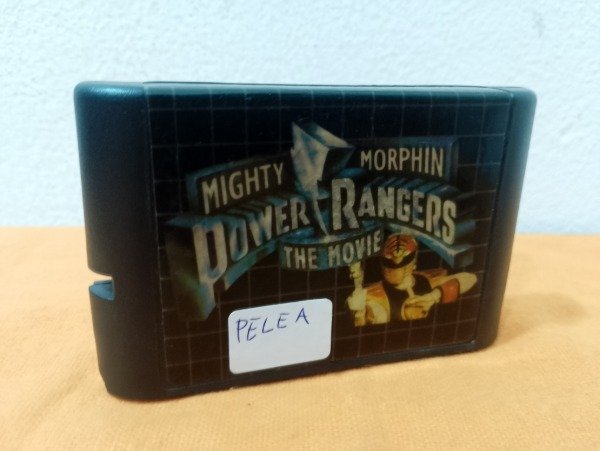 MIGHTY MORPHIN
POWER RANGERS
THE MOVIE
PELEA